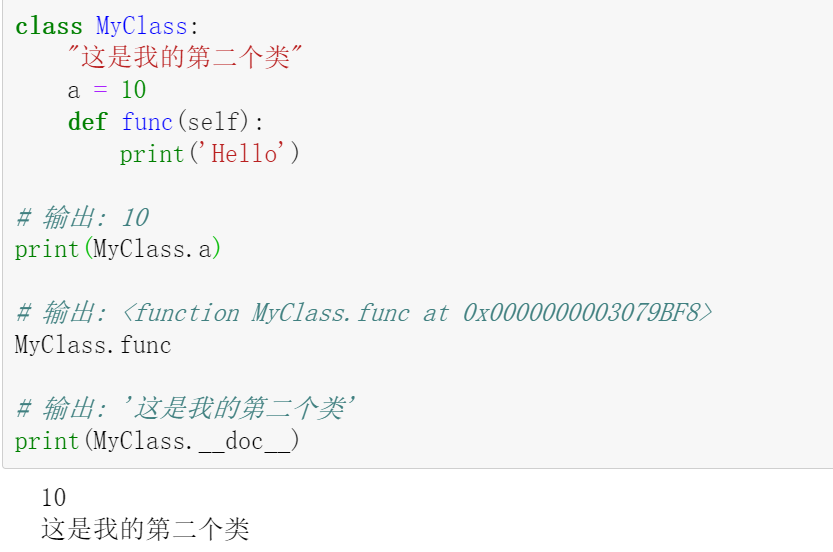 class MyClass:
    "这是我的第二个类"
    a = 10
    def func(self):
        print('Hello')
# 输出: 10
print(MyClass.a)
# 输出: <function MyClass.func at 0x0000000003079BF8>
MyClass.func
# 输出: '这是我的第二个类'
print(MyClass.__doc__)
10
这是我的第二个类